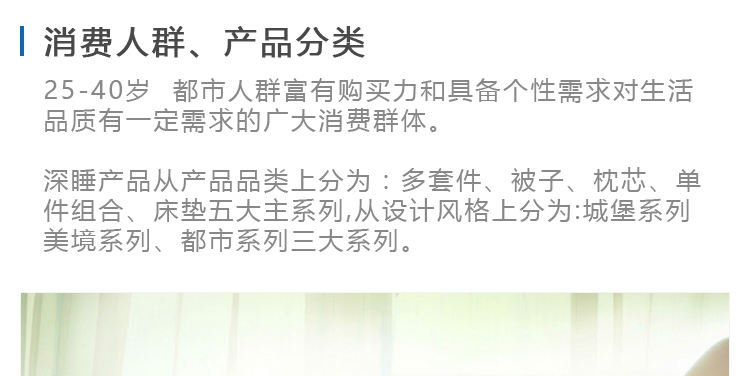 消费人群、产品分类
25-40岁 都市人群富有购买力和具备个性需求对生活
品质有一定需求的广大消费群体。
深睡产品从产品品类上分为：多套件、被子、枕芯、单
件组合、床垫五大主系列,从设计风格上分为:城堡系列
美境系列、都市系列三大系列。